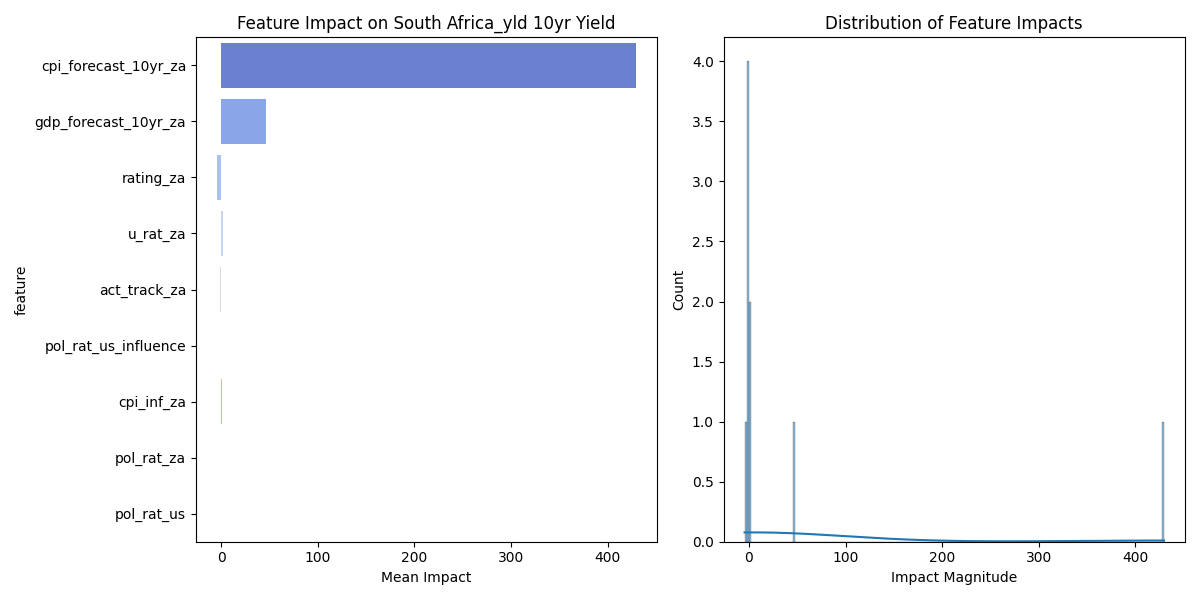 Feature Impact on South Africa_yld 10yr Yield
feature
cpi_forecast_10yr_za
gdp_forecast_10yr_za
rating_za
u_rat_za
act_track_za
pol_rat_us_influence
cpi_inf_za
pol_rat_za
pol_rat_us
0 100 200 300 400
Mean Impact
Distribution of Feature Impacts
Count
4.0
3.5
3.0
2.5
2.0
1.5
1.0
0.5
0.0
0 100 200 300 400
Impact Magnitude